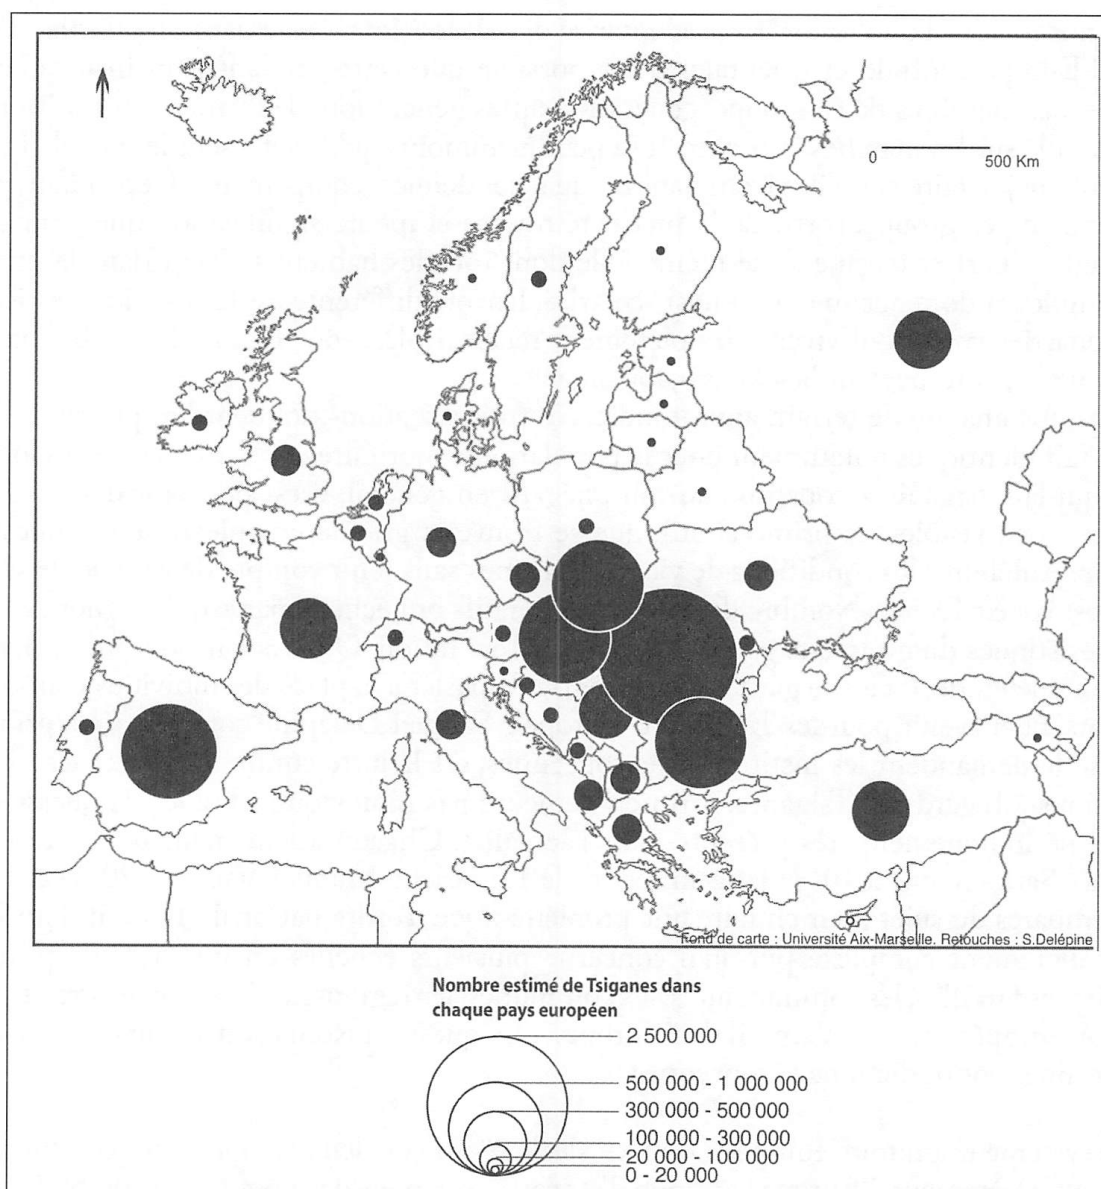 0
500 Km
Fond de carte : Université Aix-Marseille. Retouches : S.Delépine
Nombre estimé de Tsiganes dans
chaque pays européen
2 500 000
500 000 - 1 000 000
300 000 - 500 000
100 000 - 300 000
20 000 - 100 000
0 - 20 000